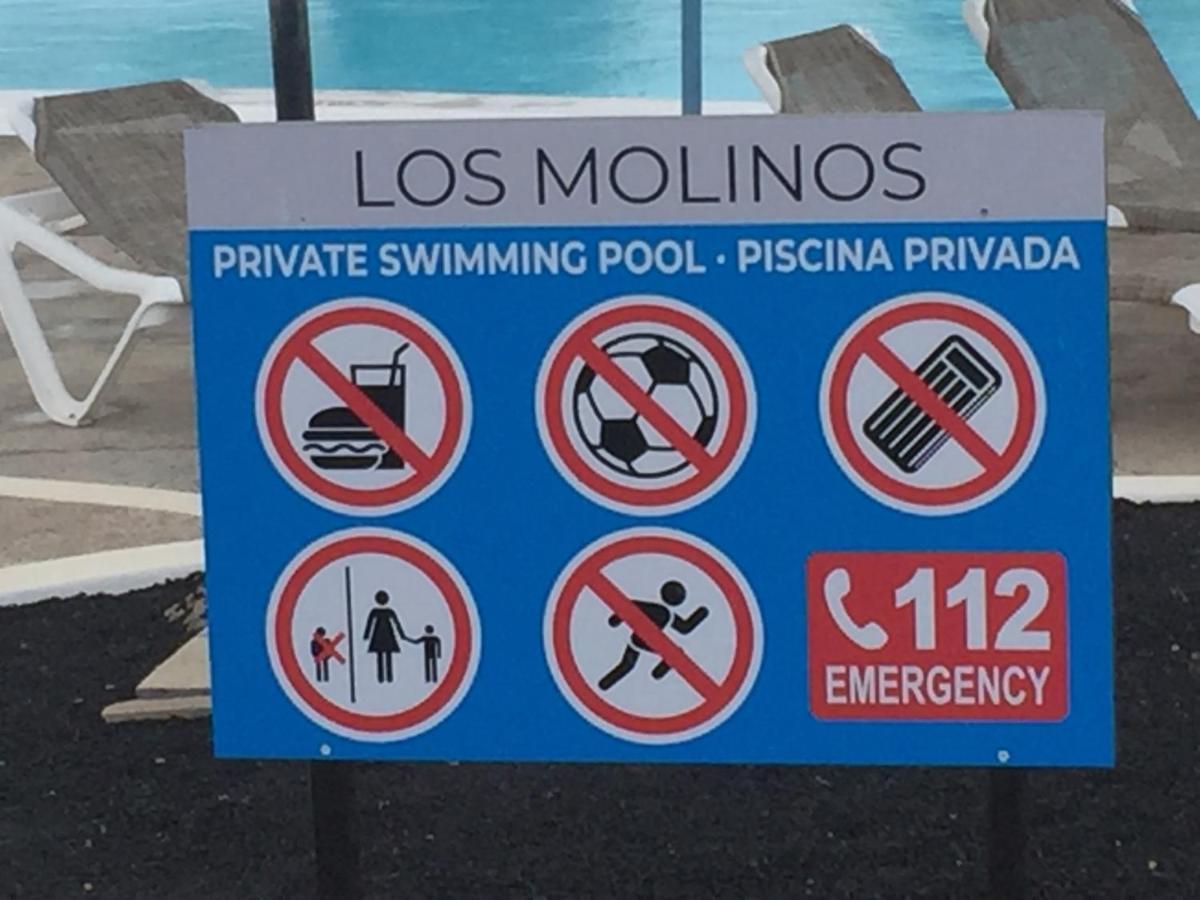 LOS MOLINOS
PRIVATE SWIMMING POOL · PISCINA PRIVADA
112
EMERGENCY